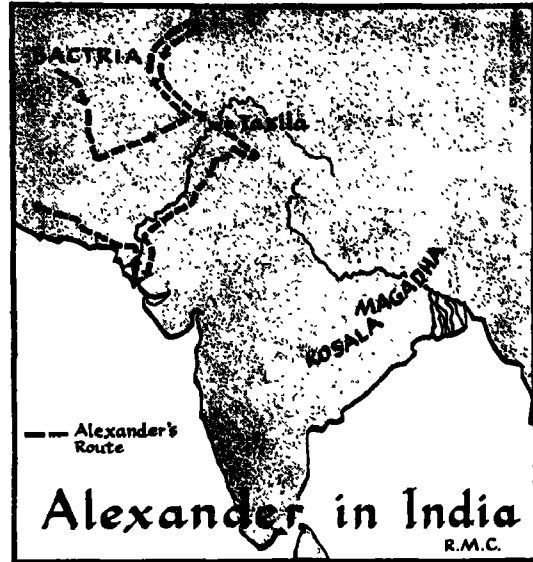 BACTRIA
Taxila
MAGADHA
KOSALA
Alexander's
Route
Alexander in India
R.M.C.